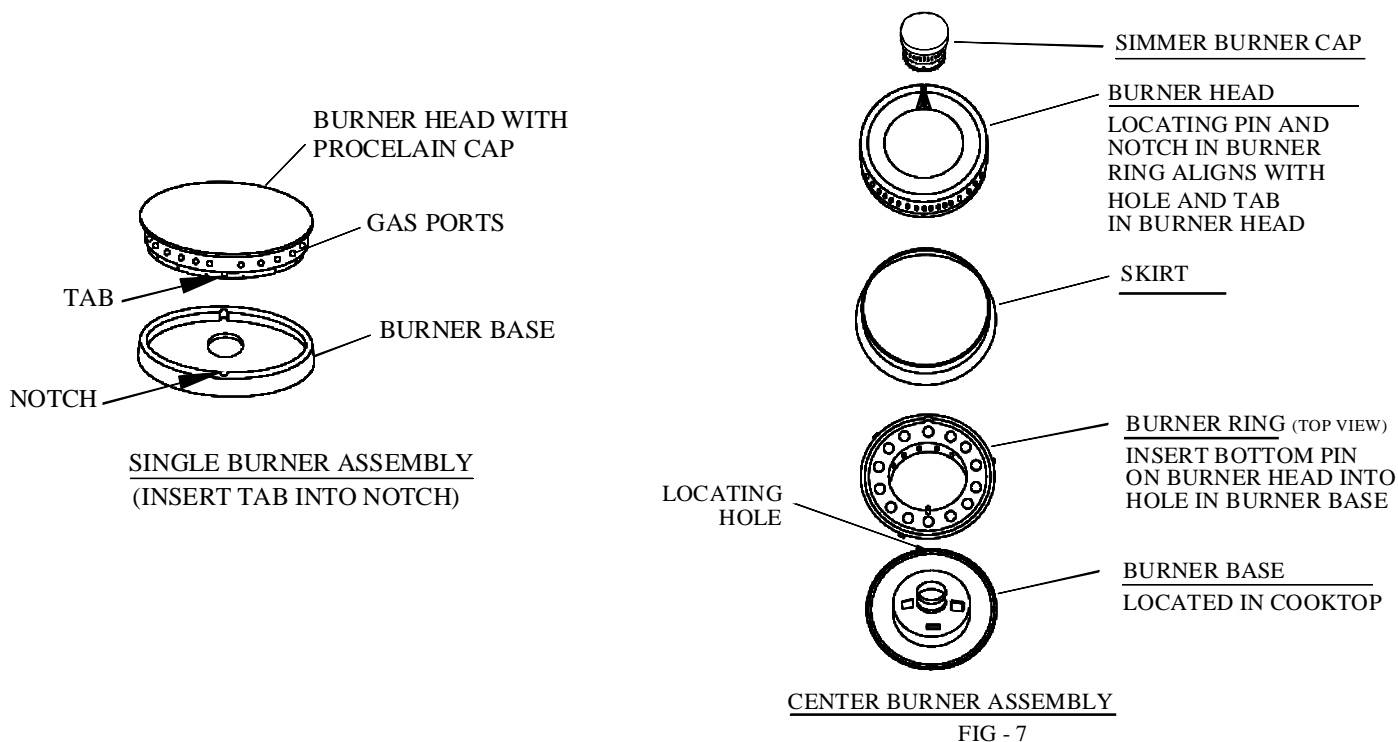 BURNER HEAD WITH
PROCELAIN CAP
GAS PORTS
TAB
BURNER BASE
NOTCH
SINGLE BURNER ASSEMBLY
(INSERT TAB INTO NOTCH)
SIMMER BURNER CAP
BURNER HEAD
LOCATING PIN AND
NOTCH IN BURNER
RING ALIGNS WITH
HOLE AND TAB
IN BURNER HEAD
SKIRT
BURNER RING (TOP VIEW)
INSERT BOTTOM PIN
ON BURNER HEAD INTO
HOLE IN BURNER BASE
LOCATING
HOLE
BURNER BASE
LOCATED IN COOKTOP
CENTER BURNER ASSEMBLY
FIG - 7